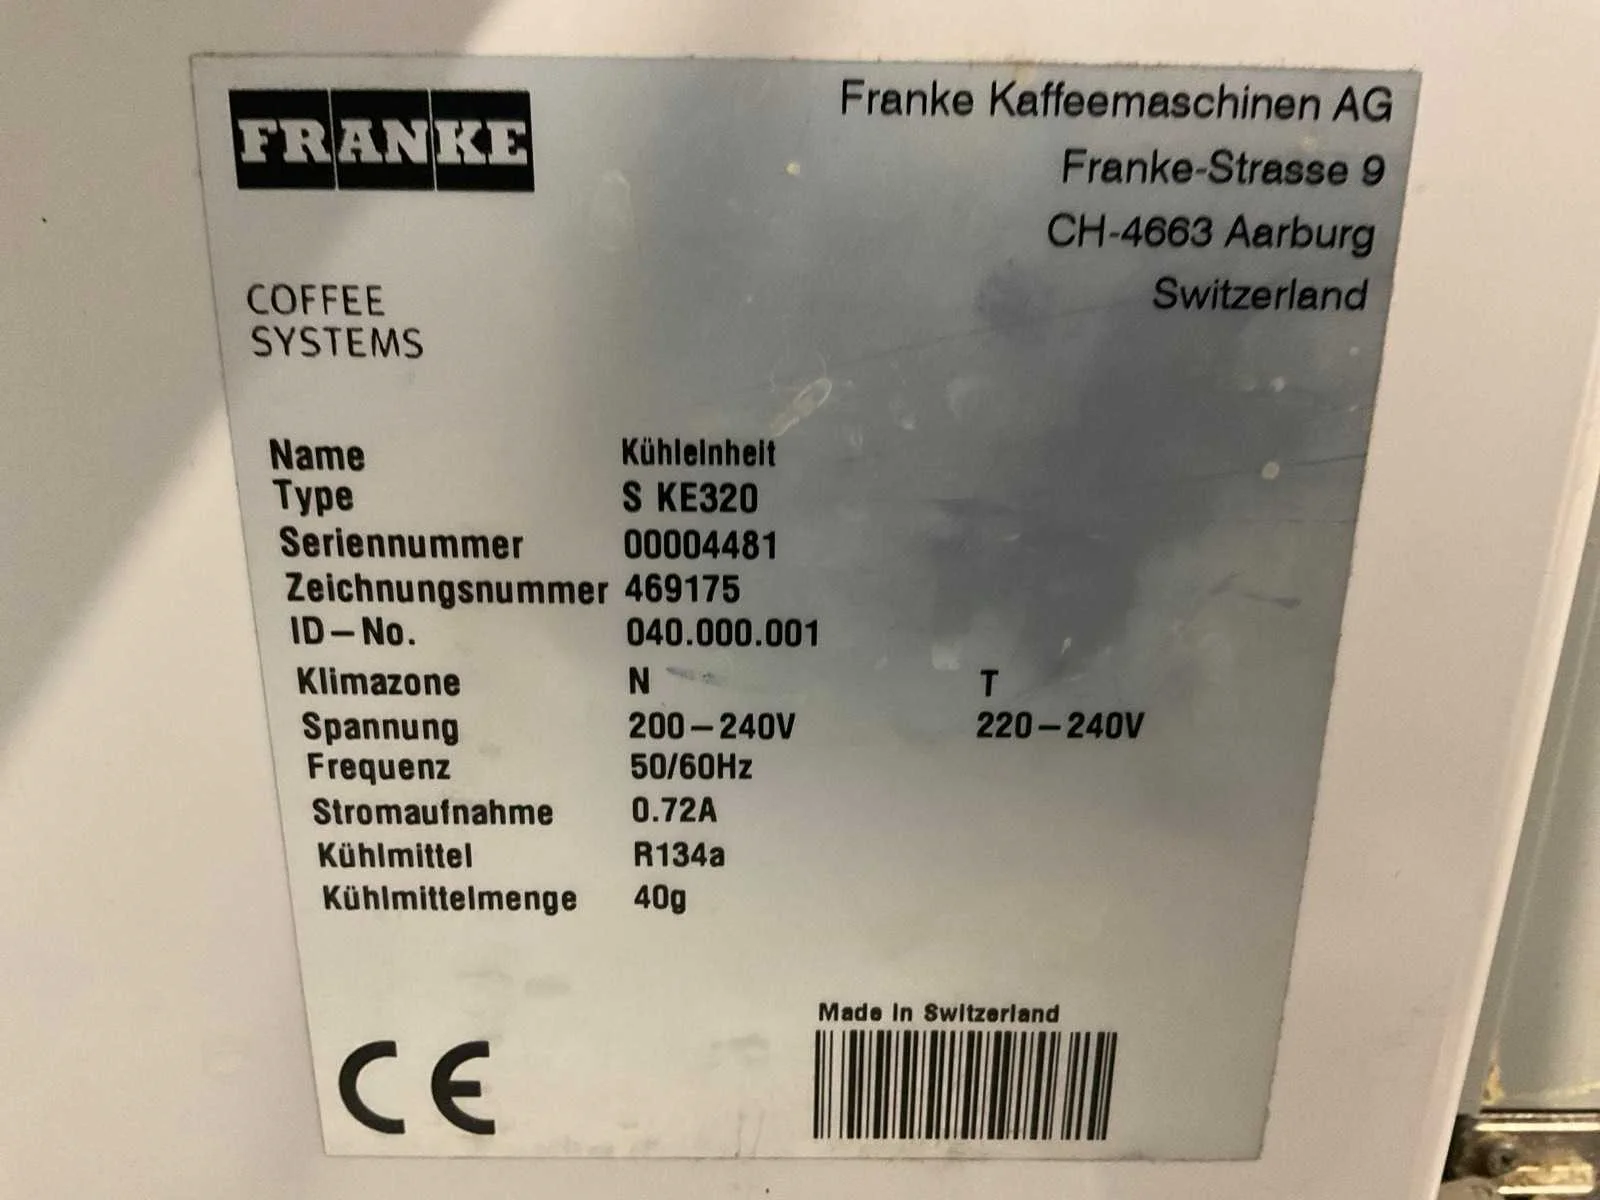 FRANKE
Franke Kaffeemaschinen AG
Franke-Strasse 9
CH-4663 Aarburg
Switzerland
COFFEE
SYSTEMS
Name Kühleinheit
Type S KE320
Seriennummer 00004481
Zeichnungsnummer 469175
ID-No. 040.000.001
Klimazone N T
Spannung 200-240V 220-240V
Frequenz 50/60Hz
Stromaufnahme 0.72A
Kühlmittel R134a
Kühlmittelmenge 40g
Made in Switzerland
CE